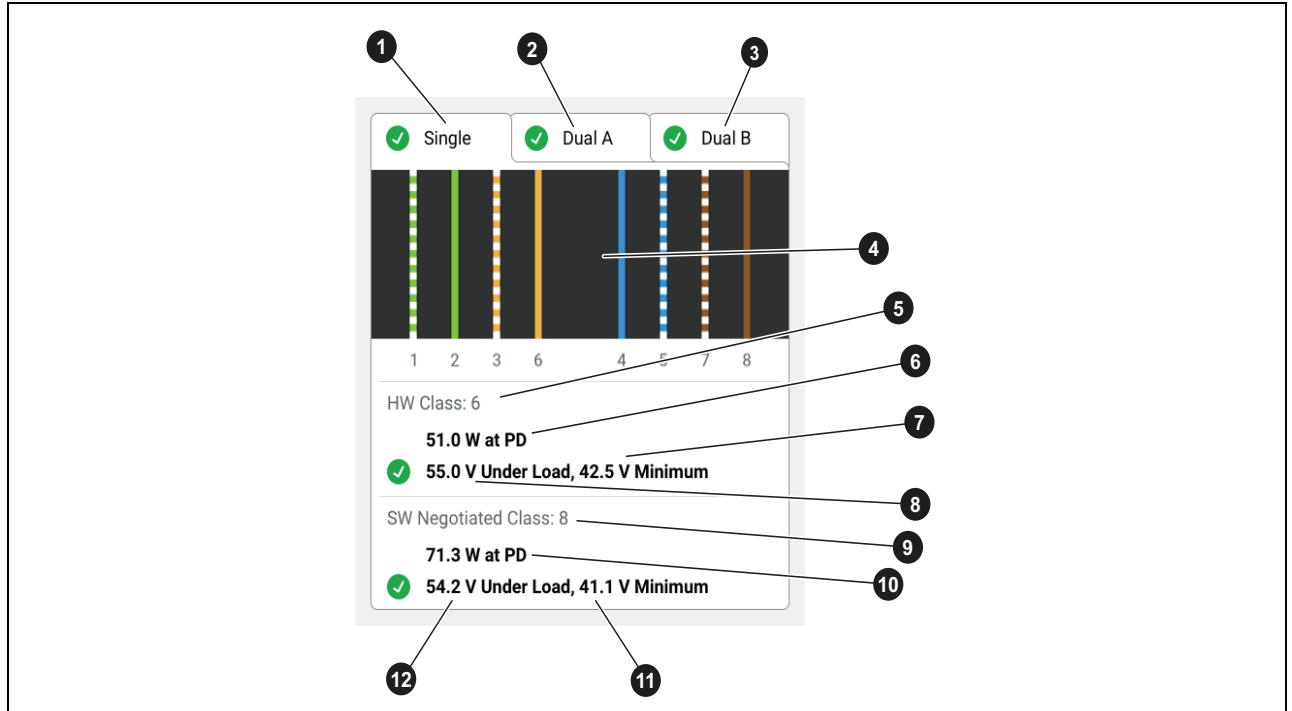 1 2 3
Single Dual A Dual B
4
5
1 2 3 6 4 5 7 8
6
HW Class: 6
7
51.0 W at PD
55.0 V Under Load, 42.5 V Minimum
8
SW Negotiated Class: 8
9
71.3 W at PD
10
54.2 V Under Load, 41.1 V Minimum
12 11